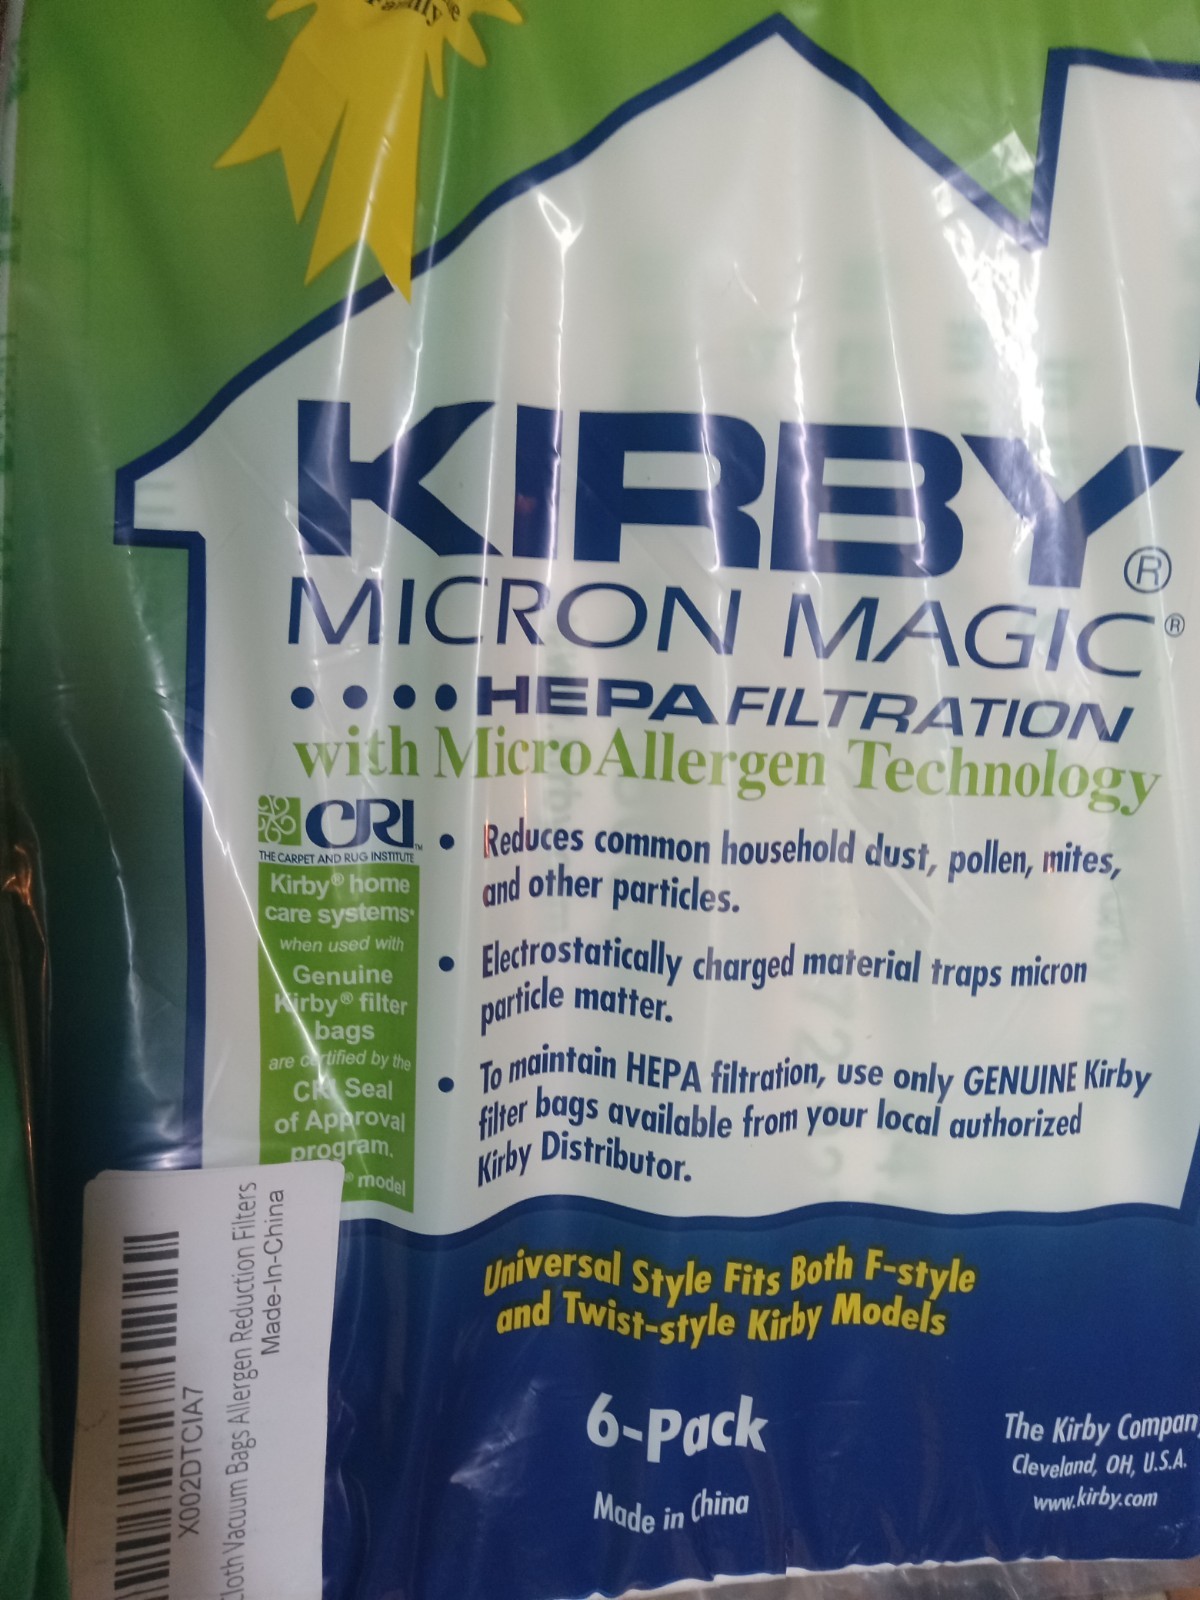 Family
KIRBY®
MICRON MAGIC®
HEPA FILTRATION
with MicroAllergen Technology
CRI™
THE CARPET AND RUG INSTITUTE
Kirby® home
care systems*
when used with
Genuine
Kirby® filter
bags
are certified by the
CRI Seal
of Approval
program.
® model
• Reduces common household dust, pollen, mites,
and other particles.
• Electrostatically charged material traps micron
particle matter.
• To maintain HEPA filtration, use only GENUINE Kirby
filter bags available from your local authorized
Kirby Distributor.
Universal Style Fits Both F-style
and Twist-style Kirby Models
6-Pack
Made in China
The Kirby Company
Cleveland, OH, U.S.A.
www.kirby.com
X002DTCIA7
Cloth Vacuum Bags Allergen Reduction Filters
Made-In-China